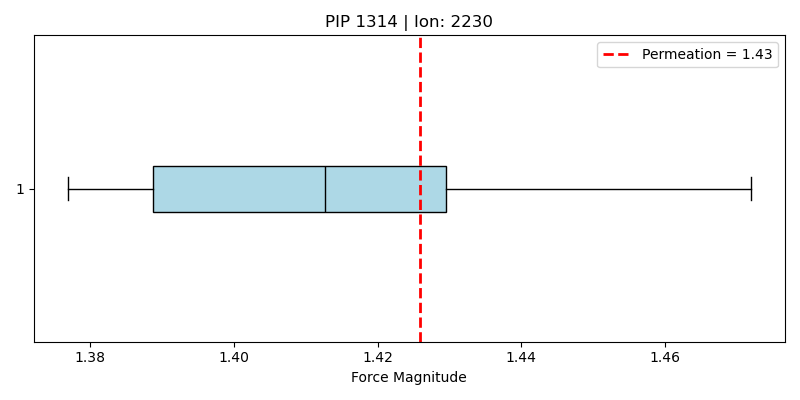 PIP 1314 | Ion: 2230
Permeation = 1.43
1
1.38 1.40 1.42 1.44 1.46
Force Magnitude